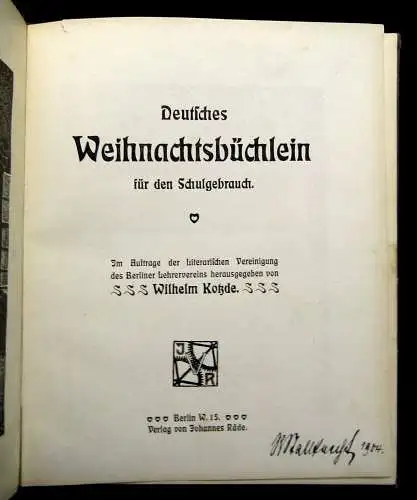 Deutſches
Weihnachtsbüchlein
für den Schulgebrauch.
Im Auftrage der Literariſchen Vereinigung
des Berliner Lehrervereins herausgegeben von
Wilhelm Kotzde.
J
R
Berlin W. 15.
Verlag von Johannes Räde.
1904.